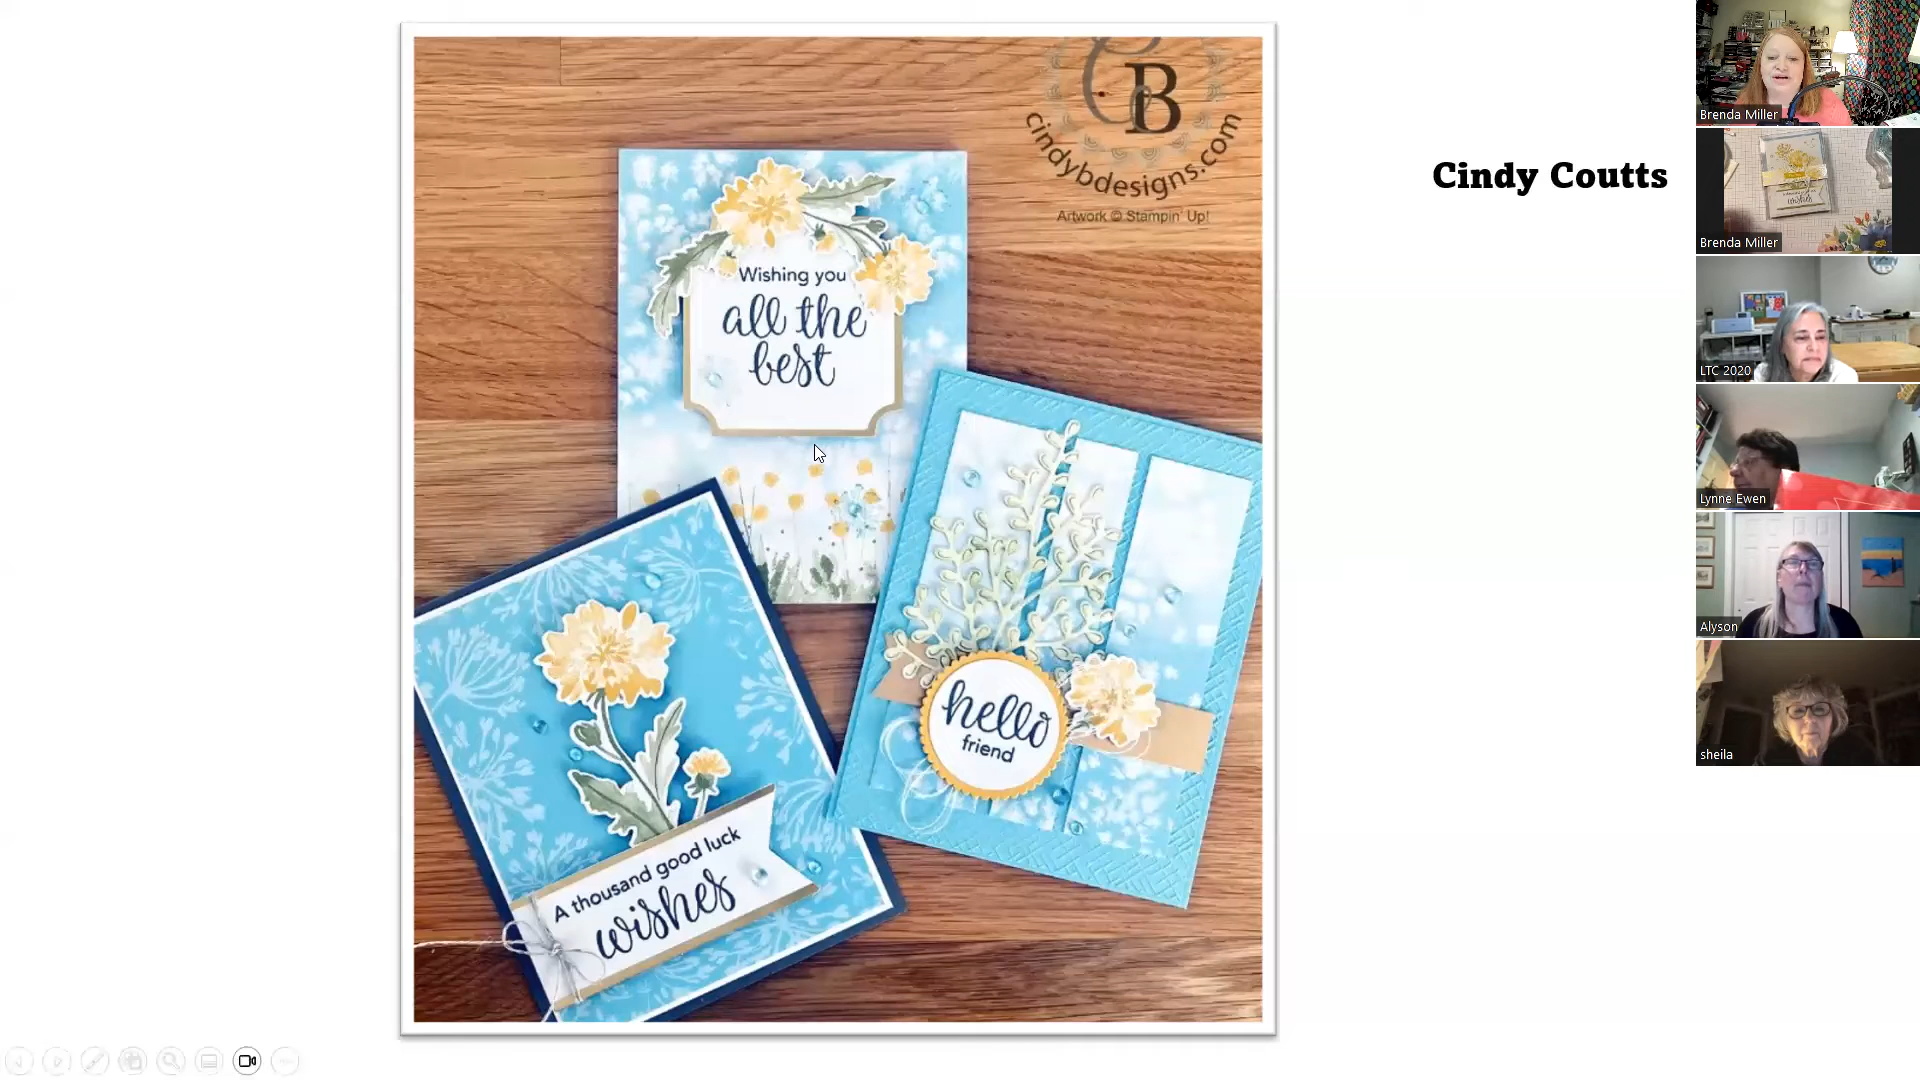 CB
cindybdesigns.com
Artwork © Stampin' Up!
Cindy Coutts
Wishing you
all the
best
hello
friend
A thousand good luck
wishes
Brenda Miller
wishes
Brenda Miller
LTC 2020
Lynne Ewen
Alyson
sheila